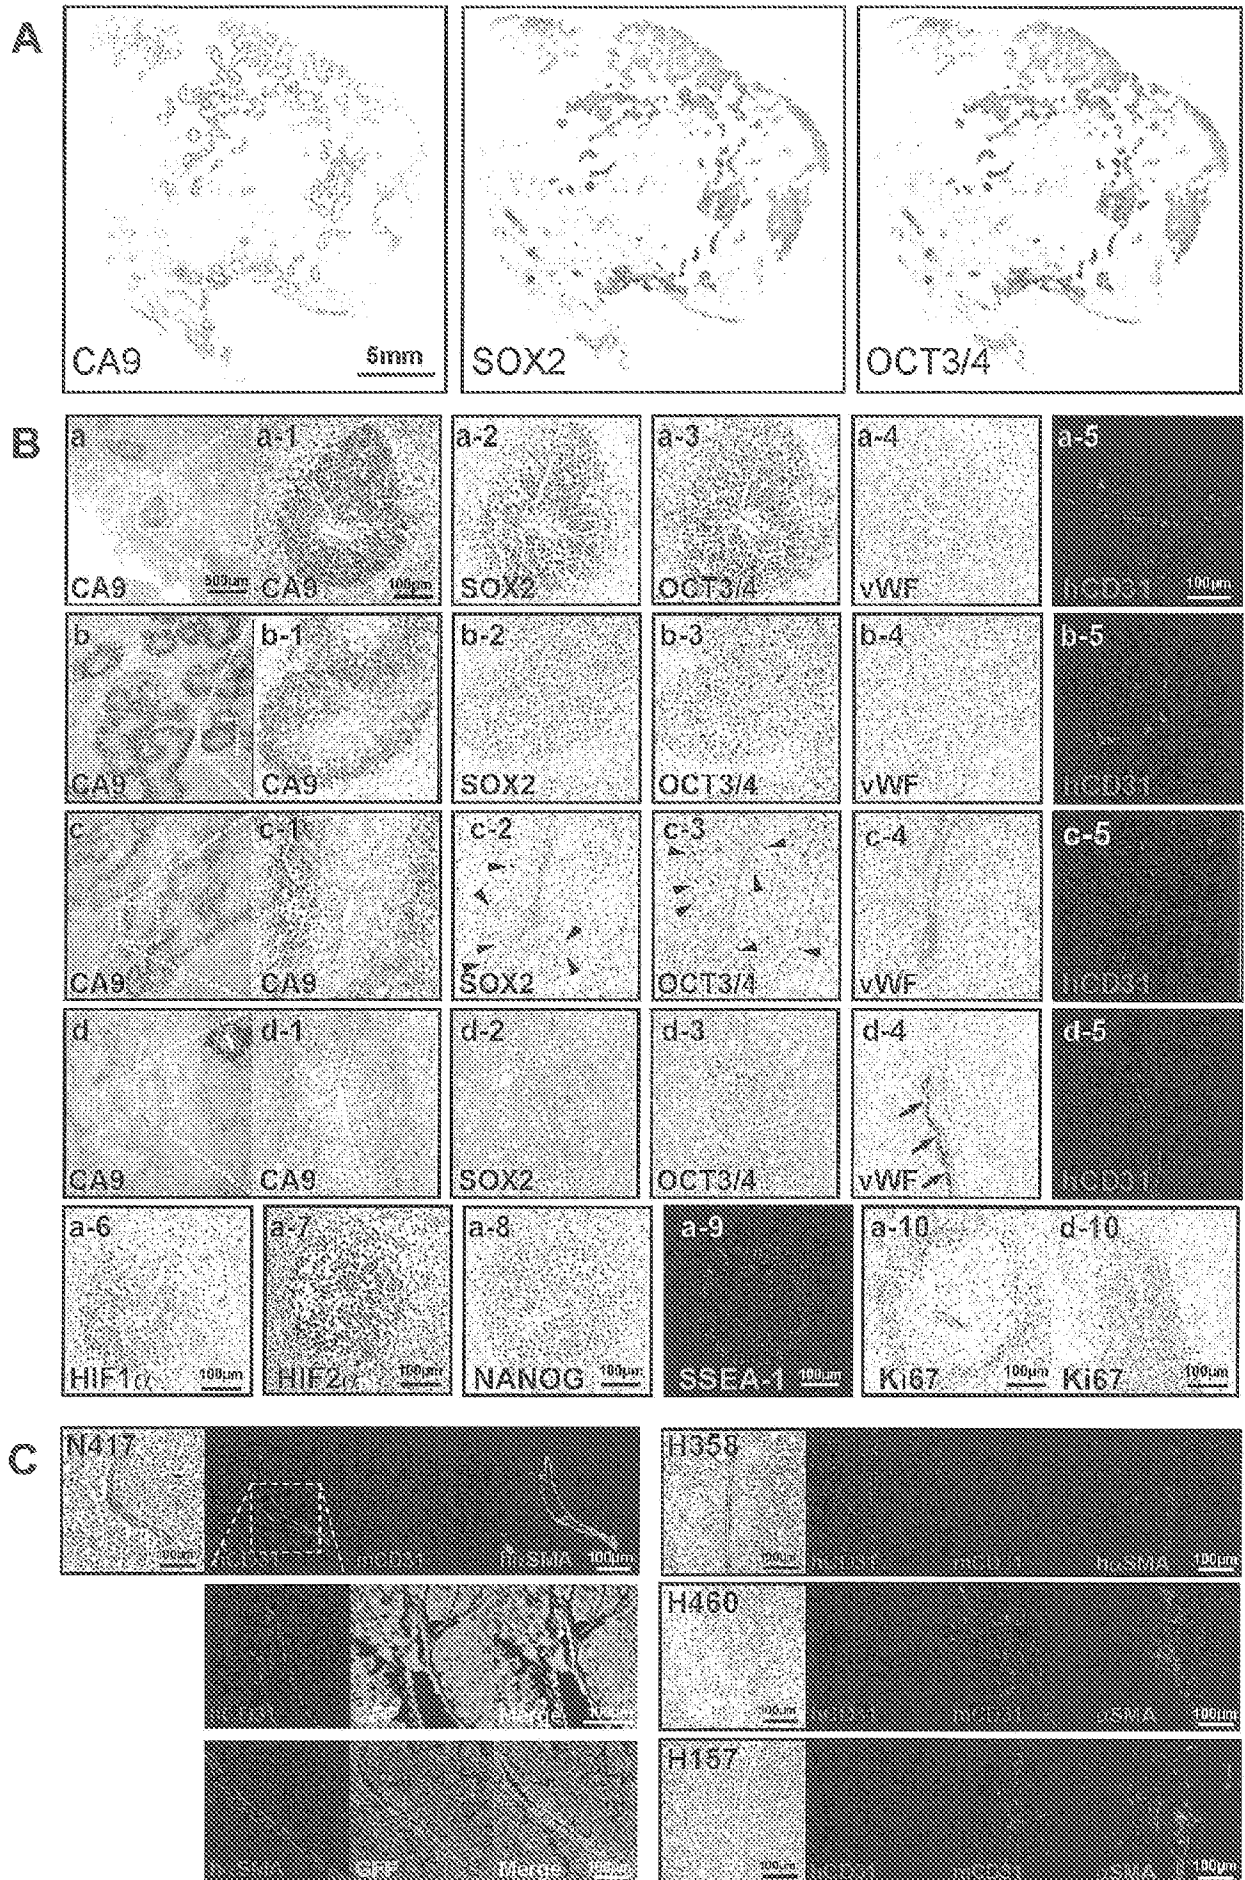 A
CA9 5mm
SOX2
OCT3/4
B
a a-1 a-2 a-3 a-4 a-5
CA9 500µm CA9 100µm SOX2 OCT3/4 vWF 100µm
b b-1 b-2 b-3 b-4 b-5
CA9 CA9 SOX2 OCT3/4 vWF
c c-1 c-2 c-3 c-4 c-5
CA9 CA9 SOX2 OCT3/4 vWF
d d-1 d-2 d-3 d-4 d-5
CA9 CA9 SOX2 OCT3/4 vWF
a-6 a-7 a-8 a-9 a-10 d-10
HIF1α 100µm HIF2α 100µm NANOG 100µm SSEA-1 100µm Ki67 100µm Ki67 100µm
C
N417
100µm hαSMA 100µm
Merge
GFP Merge
H358
100µm hαSMA 100µm
H460
100µm αSMA 100µm
H157
100µm αSMA 100µm